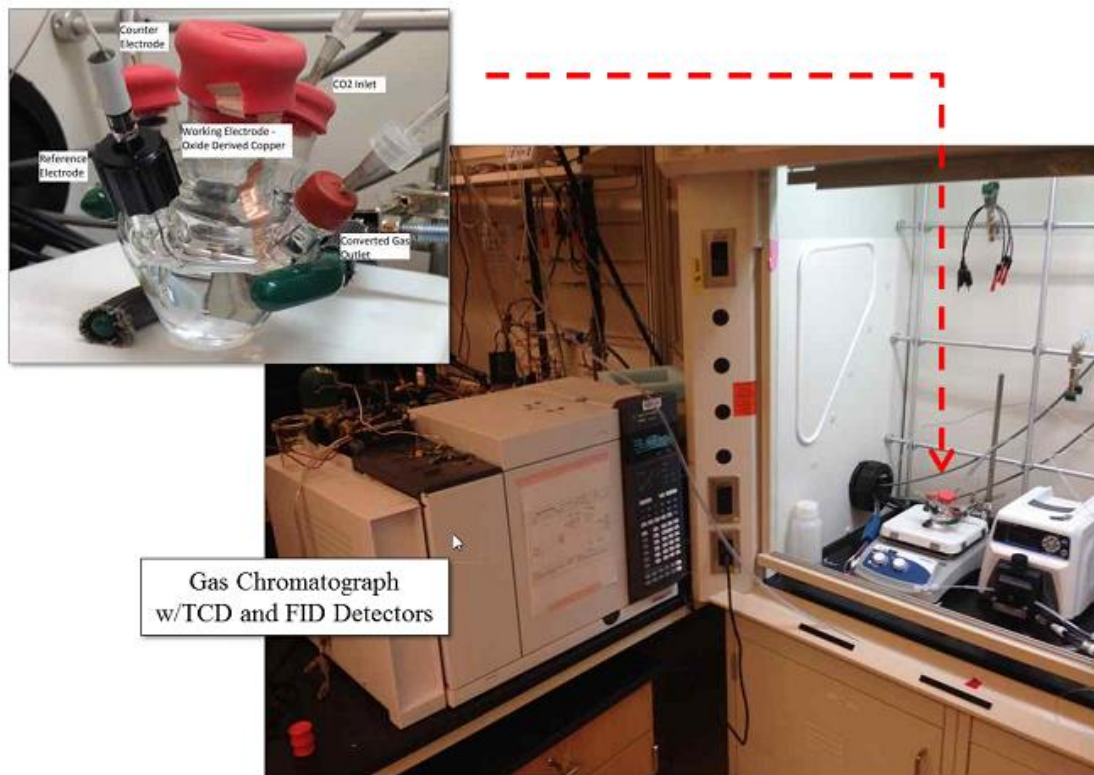 Counter
Electrode
CO2 Inlet
Working Electrode -
Oxide Derived Copper
Reference
Electrode
Converted Gas
Outlet
Gas Chromatograph
w/TCD and FID Detectors